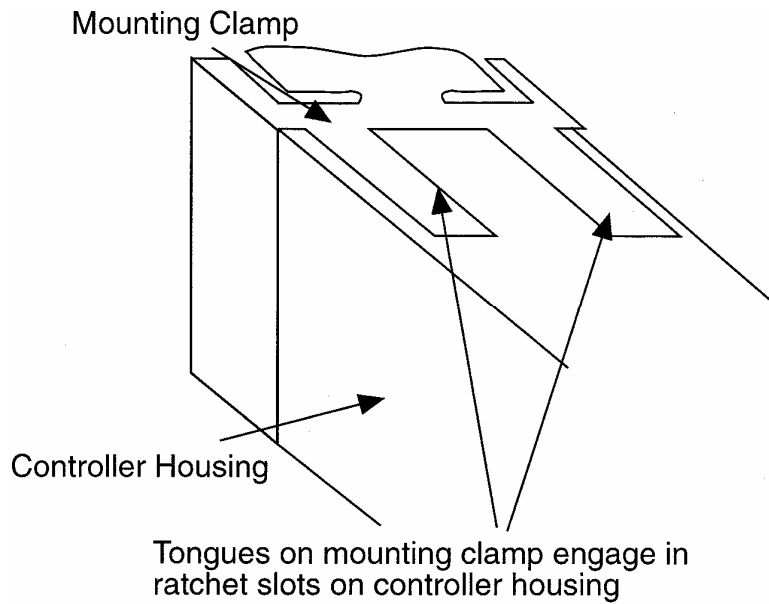 Mounting Clamp
Controller Housing
Tongues on mounting clamp engage in
ratchet slots on controller housing